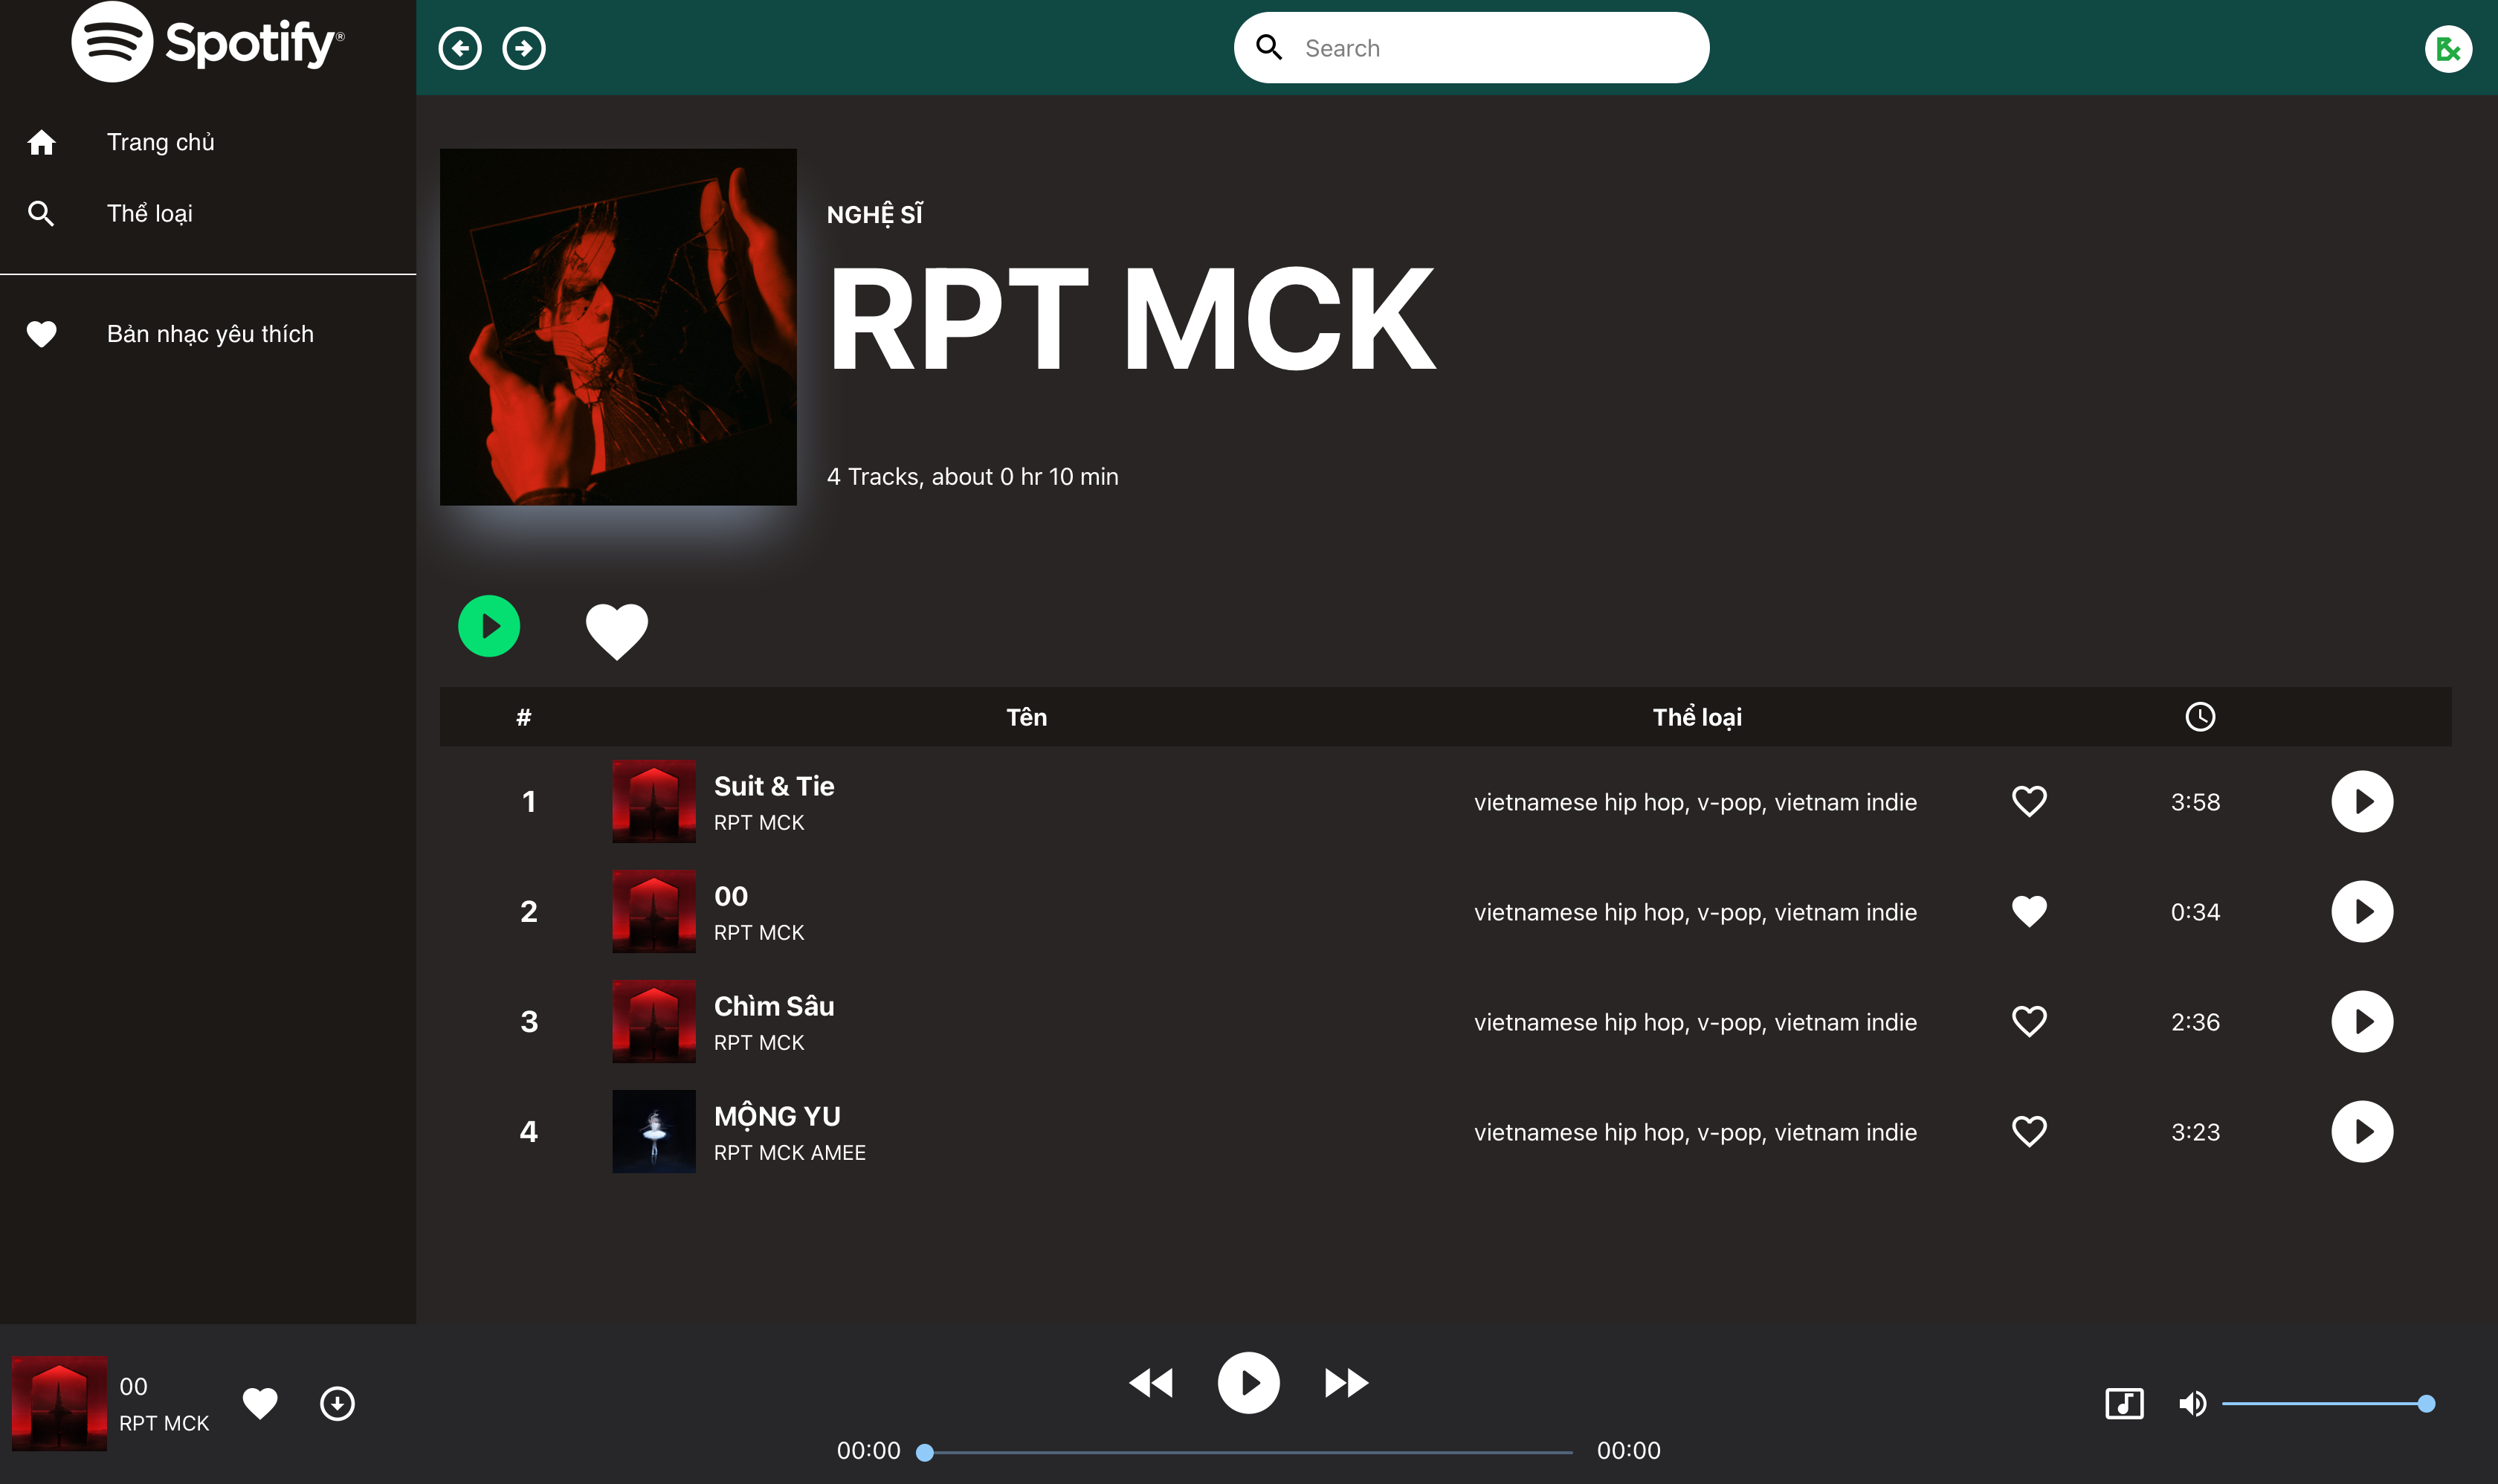 Spotify®
Search
Trang chủ
Thể loại
Bản nhạc yêu thích
NGHỆ SĨ
RPT MCK
4 Tracks, about 0 hr 10 min
# Tên Thể loại
1 Suit & Tie vietnamese hip hop, v-pop, vietnam indie 3:58
RPT MCK
2 00 vietnamese hip hop, v-pop, vietnam indie 0:34
RPT MCK
3 Chìm Sâu vietnamese hip hop, v-pop, vietnam indie 2:36
RPT MCK
4 MỘNG YU vietnamese hip hop, v-pop, vietnam indie 3:23
RPT MCK AMEE
00
RPT MCK
00:00 00:00